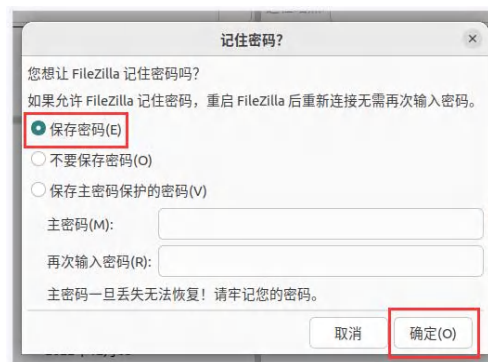 记住密码?
您想让 FileZilla 记住密码吗?
如果允许 FileZilla 记住密码，重启 FileZilla 后重新连接无需再次输入密码。
保存密码(E)
不要保存密码(O)
保存主密码保护的密码(V)
主密码(M):
再次输入密码(R):
主密码一旦丢失无法恢复！请牢记您的密码。
取消
确定(O)